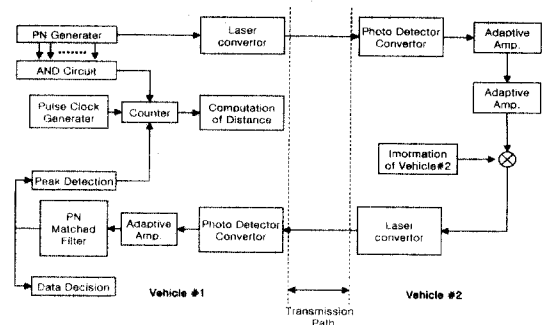 PN Generator
Laser
convertor
Photo Detector
Convertor
Adaptive
Amp.
AND Circuit
Adaptive
Amp.
Pulse Clock
Generator
Counter
Computation
of Distance
Imormation
of Vehicle#2
Peak Detection
PN
Matched
Filter
Adaptive
Amp.
Photo Detector
Convertor
Laser
convertor
Data Decision
Vehicle #1
Vehicle #2
Transmission
Path